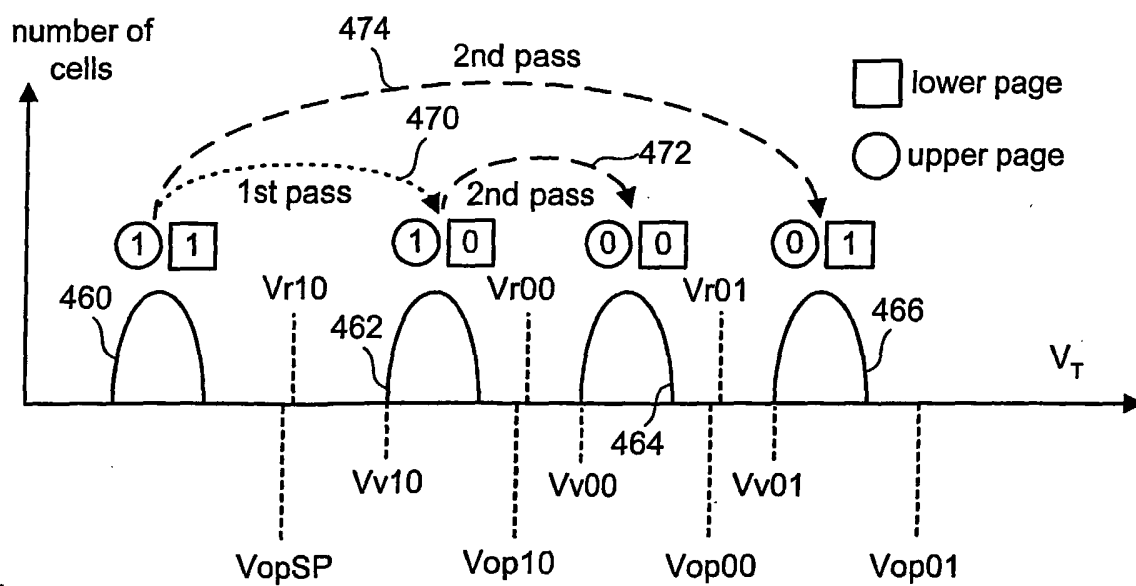 number of
cells
474
2nd pass
lower page
upper page
470
472
1st pass
2nd pass
1 1
1 0
0 0
0 1
Vr10
Vr00
Vr01
460
462
464
466
VT
Vv10
Vv00
Vv01
VopSP
Vop10
Vop00
Vop01